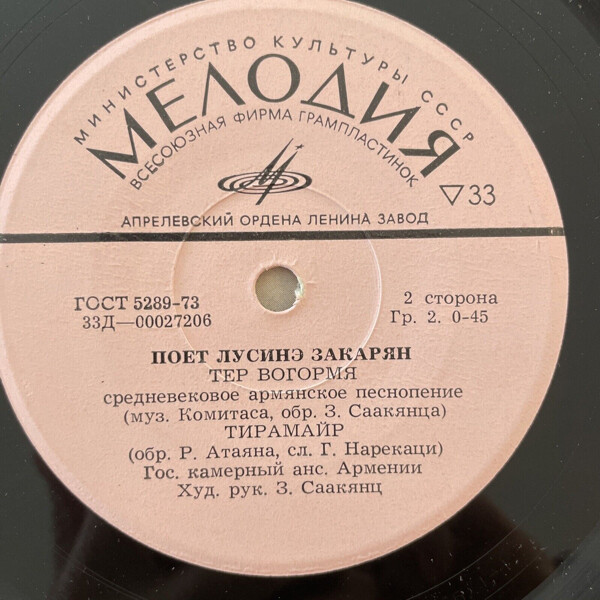 МИНИСТЕРСТВО КУЛЬТУРЫ СССР
МЕЛОДИЯ
ВСЕСОЮЗНАЯ ФИРМА ГРАМПЛАСТИНОК
▽33
АПРЕЛЕВСКИЙ ОРДЕНА ЛЕНИНА ЗАВОД
ГОСТ 5289-73
2 сторона
33Д—00027206
Гр. 2. 0-45
ПОЕТ ЛУСИНЭ ЗАКАРЯН
ТЕР ВОГОРМЯ
средневековое армянское песнопение
(муз. Комитаса, обр. З. Саакянца)
ТИРАМАЙР
(обр. Р. Атаяна, сл. Г. Нарекаци)
Гос. камерный анс. Армении
Худ. рук. З. Саакянц